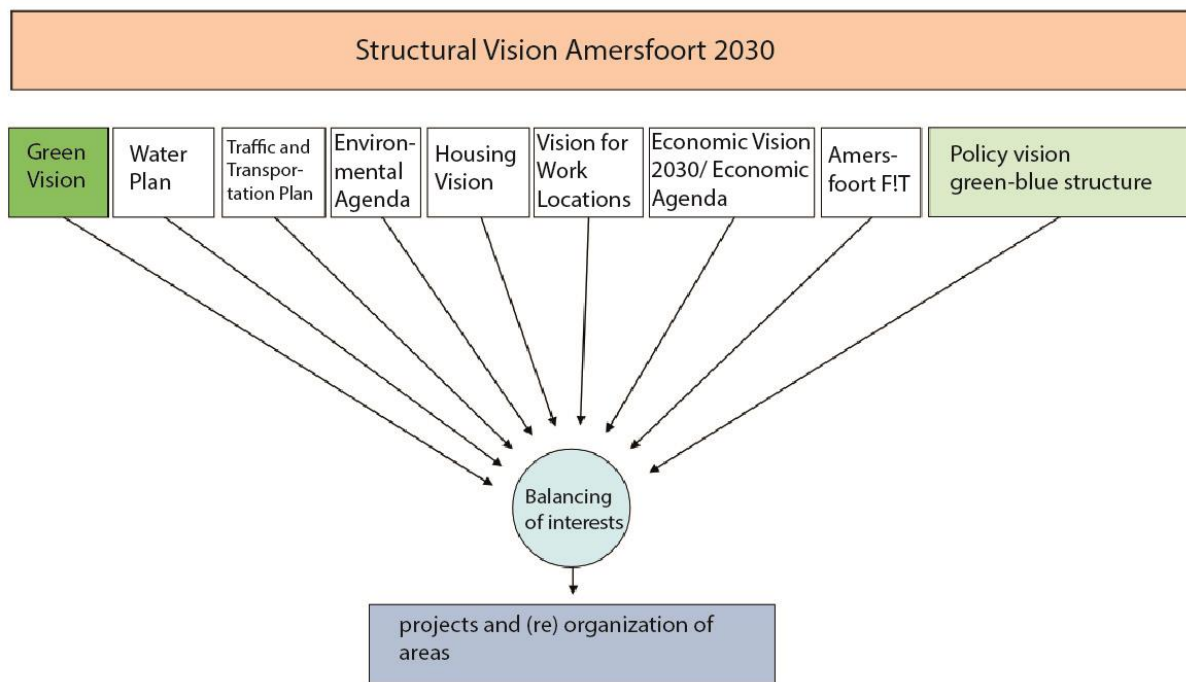 Structural Vision Amersfoort 2030
Green
Vision
Water
Plan
Traffic and
Transpor-
tation Plan
Environ-
mental
Agenda
Housing
Vision
Vision for
Work
Locations
Economic Vision
2030/ Economic
Agenda
Amers-
foort F!T
Policy vision
green-blue structure
Balancing
of interests
projects and (re) organization of
areas